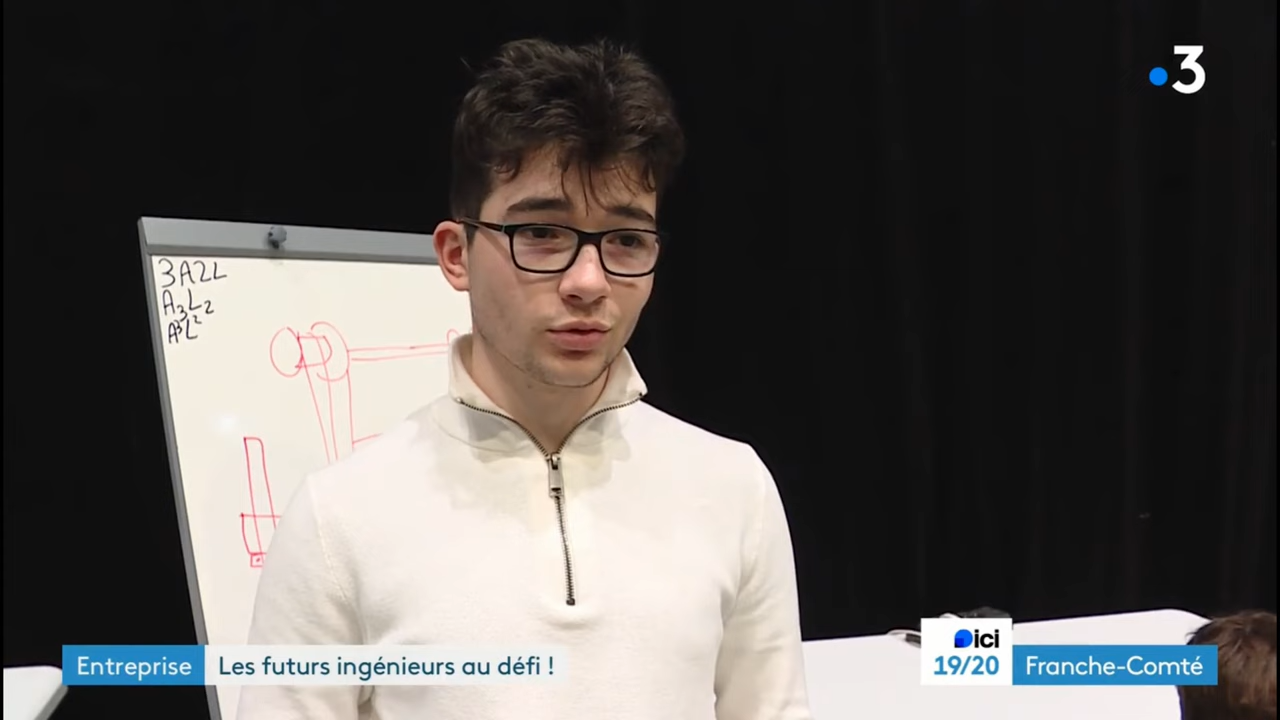 3
3A2L
A₃L₂
A³L²
Entreprise
Les futurs ingénieurs au défi !
ici
19/20
Franche-Comté